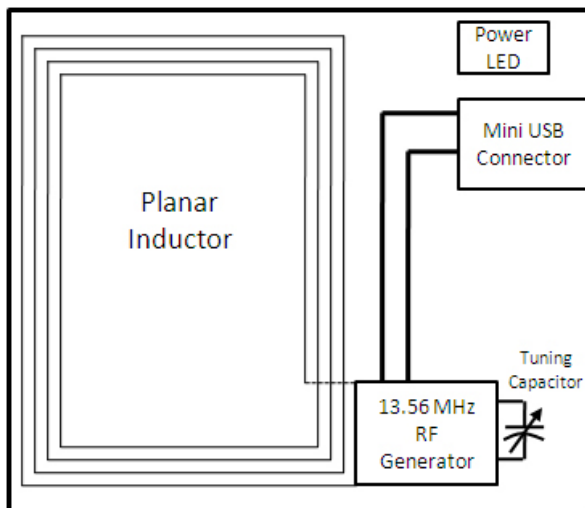 Power
LED
Mini USB
Connector
Planar
Inductor
Tuning
Capacitor
13.56 MHz
RF
Generator